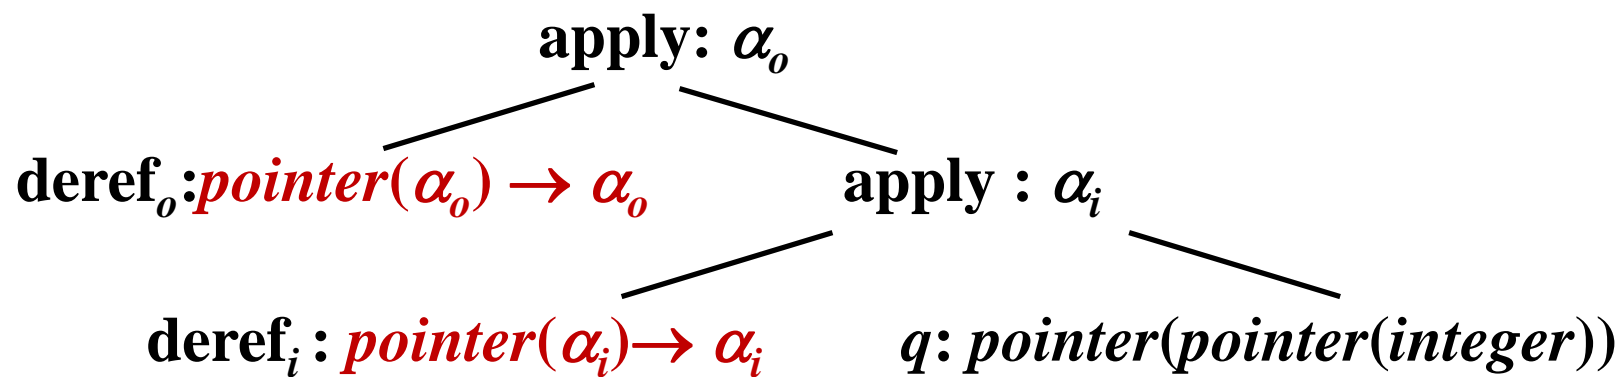 apply: αₒ
derefₒ:pointer(αₒ) → αₒ apply : αᵢ
derefᵢ : pointer(αᵢ)→ αᵢ q: pointer(pointer(integer))